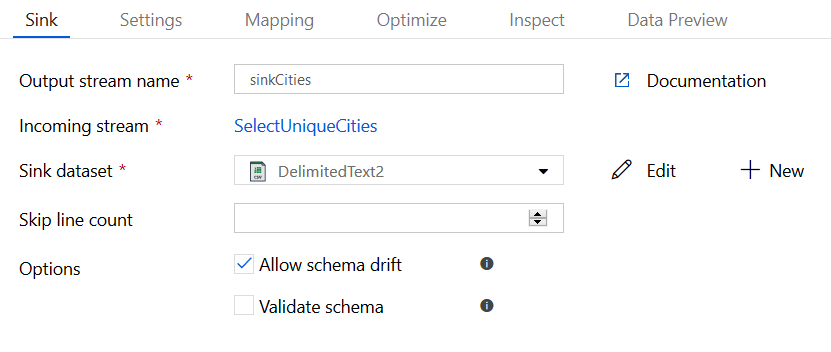 Sink Settings Mapping Optimize Inspect Data Preview
Output stream name * sinkCities Documentation
Incoming stream * SelectUniqueCities
Sink dataset * CSV DelimitedText2 Edit New
Skip line count
Options Allow schema drift
Validate schema